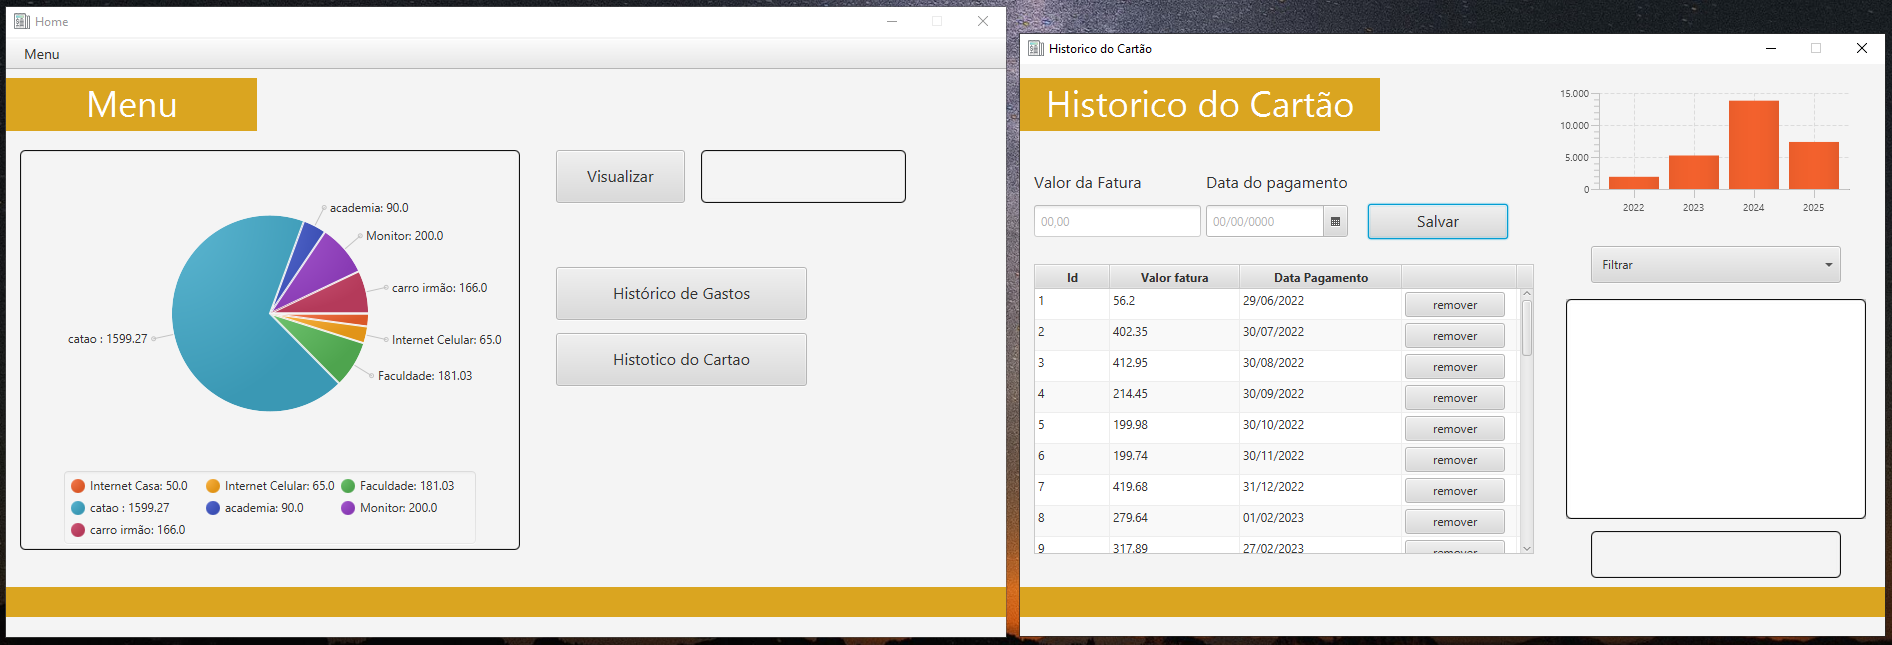 Home
Menu
Menu
academia: 90.0
Monitor: 200.0
carro irmão: 166.0
catao : 1599.27
Internet Celular: 65.0
Faculdade: 181.03
Internet Casa: 50.0 Internet Celular: 65.0 Faculdade: 181.03
catao : 1599.27 academia: 90.0 Monitor: 200.0
carro irmão: 166.0
Visualizar
Histórico de Gastos
Histotico do Cartao
Historico do Cartão
Historico do Cartão
Valor da Fatura Data do pagamento
00,00 00/00/0000 Salvar
Id Valor fatura Data Pagamento
1 56.2 29/06/2022 remover
2 402.35 30/07/2022 remover
3 412.95 30/08/2022 remover
4 214.45 30/09/2022 remover
5 199.98 30/10/2022 remover
6 199.74 30/11/2022 remover
7 419.68 31/12/2022 remover
8 279.64 01/02/2023 remover
9 317.89 27/02/2023 remover
15.000
10.000
5.000
0
2022 2023 2024 2025
Filtrar